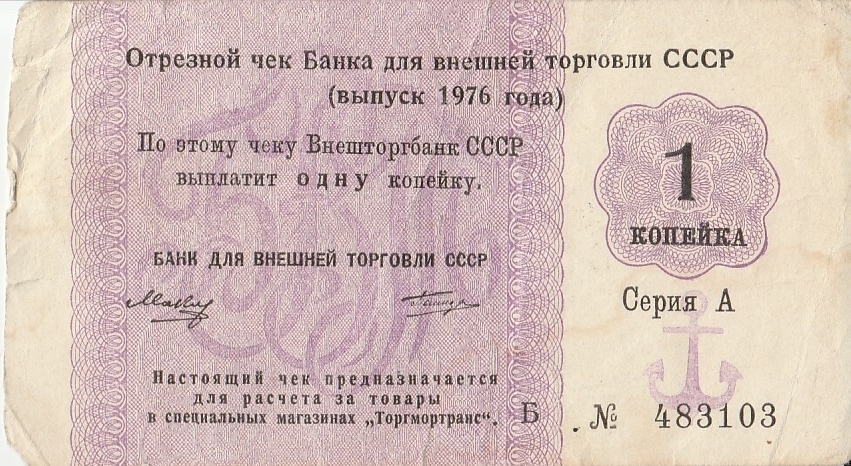 Отрезной чек Банка для внешней торговли СССР
(выпуск 1976 года)
По этому чеку Внешторгбанк СССР
выплатит одну копейку.
1
КОПЕЙКА
БАНК ДЛЯ ВНЕШНЕЙ ТОРГОВЛИ СССР
Серия А
Настоящий чек предназначается
для расчета за товары
в специальных магазинах „Торгмортранс“.
Б
№ 483103